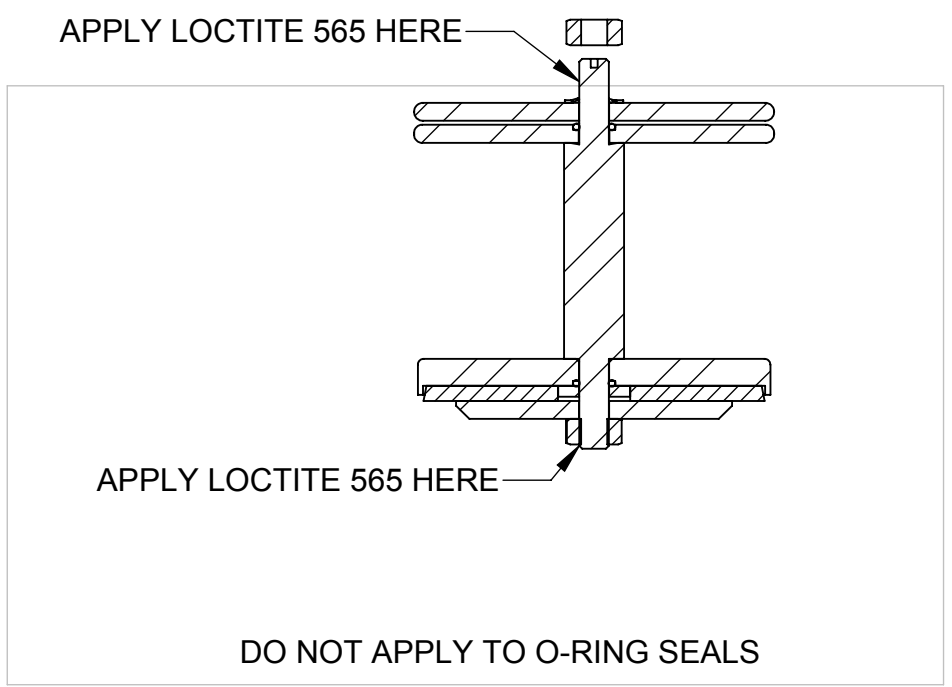 APPLY LOCTITE 565 HERE
APPLY LOCTITE 565 HERE
DO NOT APPLY TO O-RING SEALS